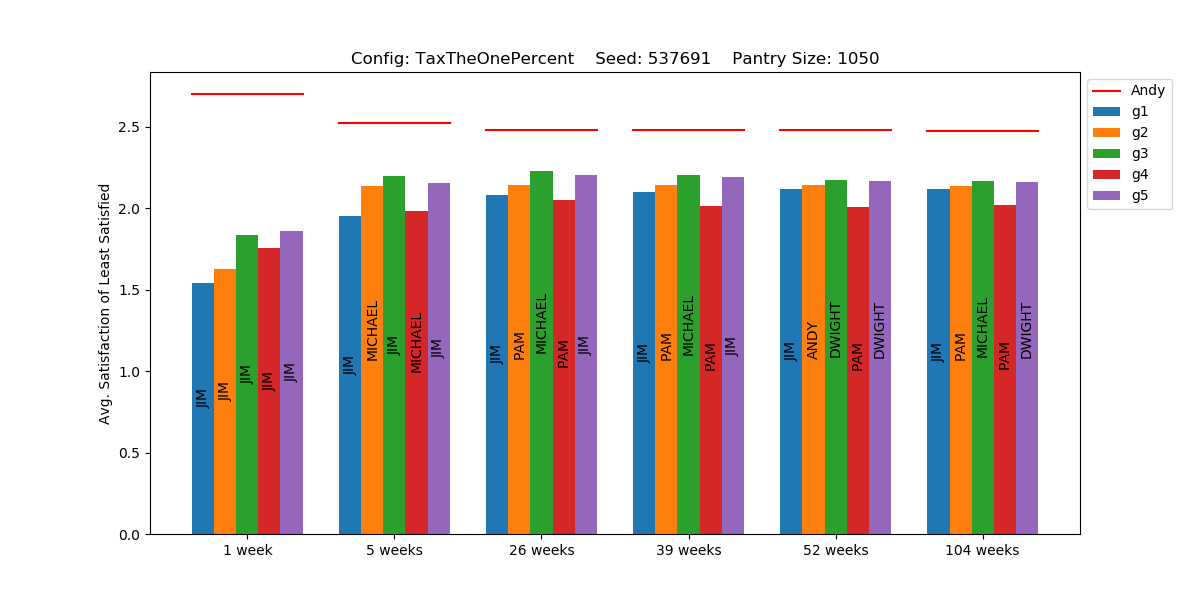 Config: TaxTheOnePercent    Seed: 537691    Pantry Size: 1050
Avg. Satisfaction of Least Satisfied
2.5
2.0
1.5
1.0
0.5
0.0
JIM JIM JIM JIM JIM
JIM MICHAEL JIM MICHAEL JIM
JIM PAM MICHAEL PAM JIM
JIM PAM MICHAEL PAM JIM
JIM ANDY DWIGHT PAM DWIGHT
JIM PAM MICHAEL PAM DWIGHT
1 week 5 weeks 26 weeks 39 weeks 52 weeks 104 weeks
Andy
g1
g2
g3
g4
g5